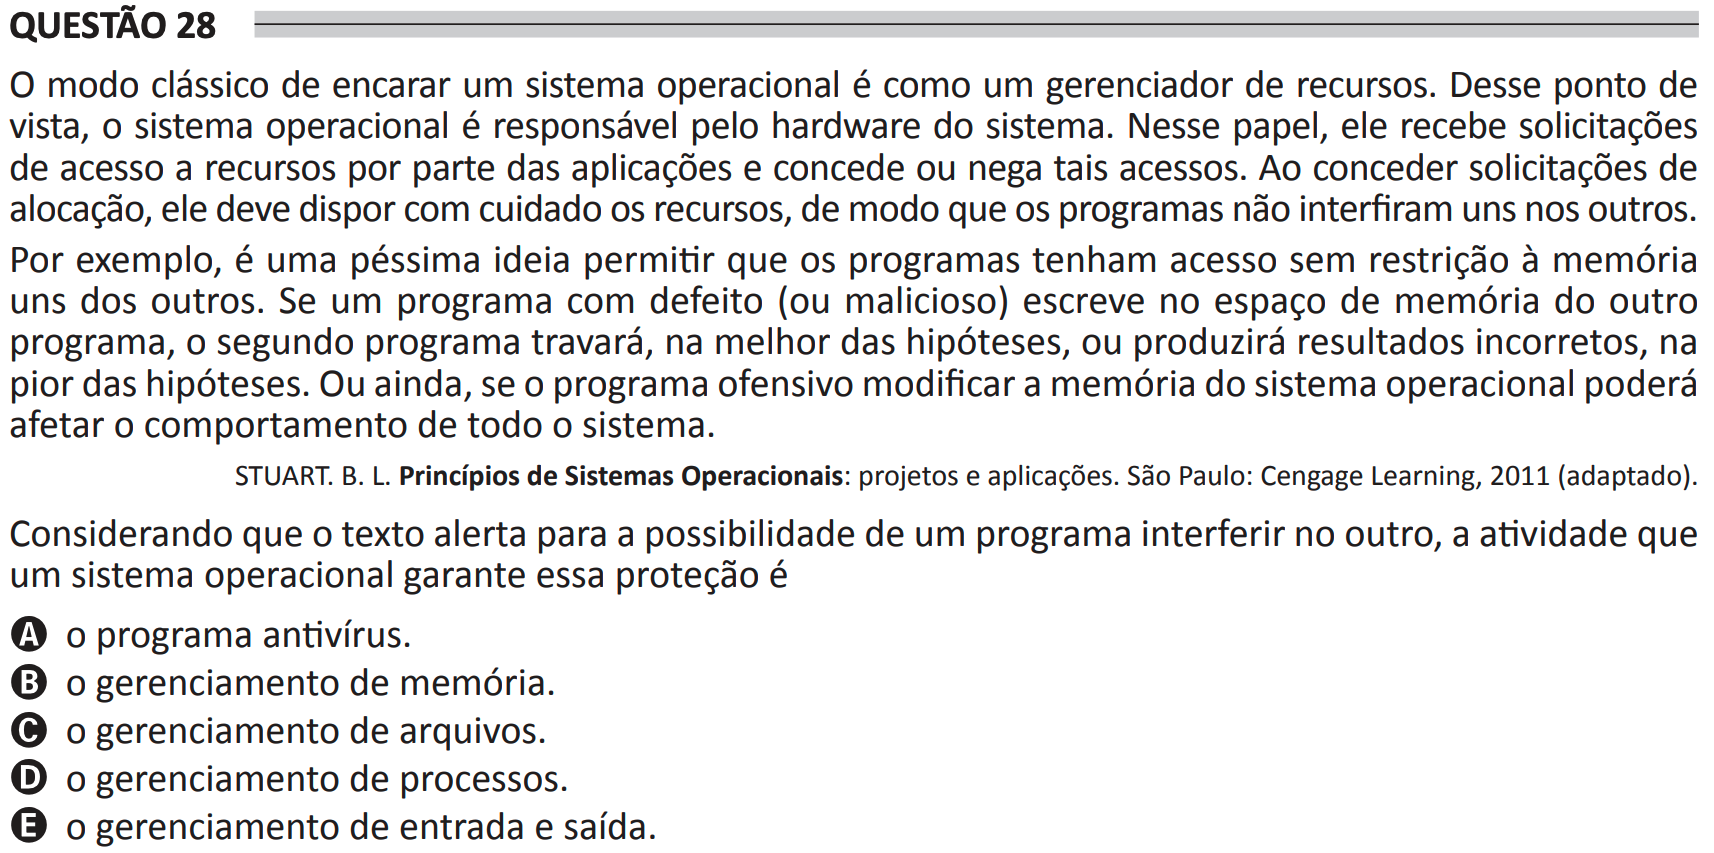 QUESTÃO 28
O modo clássico de encarar um sistema operacional é como um gerenciador de recursos. Desse ponto de
vista, o sistema operacional é responsável pelo hardware do sistema. Nesse papel, ele recebe solicitações
de acesso a recursos por parte das aplicações e concede ou nega tais acessos. Ao conceder solicitações de
alocação, ele deve dispor com cuidado os recursos, de modo que os programas não interfiram uns nos outros.
Por exemplo, é uma péssima ideia permitir que os programas tenham acesso sem restrição à memória
uns dos outros. Se um programa com defeito (ou malicioso) escreve no espaço de memória do outro
programa, o segundo programa travará, na melhor das hipóteses, ou produzirá resultados incorretos, na
pior das hipóteses. Ou ainda, se o programa ofensivo modificar a memória do sistema operacional poderá
afetar o comportamento de todo o sistema.
STUART. B. L. Princípios de Sistemas Operacionais: projetos e aplicações. São Paulo: Cengage Learning, 2011 (adaptado).
Considerando que o texto alerta para a possibilidade de um programa interferir no outro, a atividade que
um sistema operacional garante essa proteção é
A o programa antivírus.
B o gerenciamento de memória.
C o gerenciamento de arquivos.
D o gerenciamento de processos.
E o gerenciamento de entrada e saída.